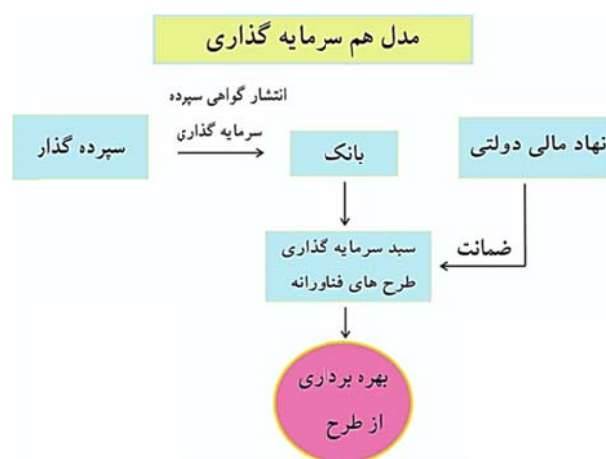 مدل هم سرمایه گذاری
انتشار گواهی سپرده
سرمایه گذاری
سپرده گذار
بانک
نهاد مالی دولتی
ضمانت
سبد سرمایه گذاری
طرح های فناورانه
بهره برداری
از طرح